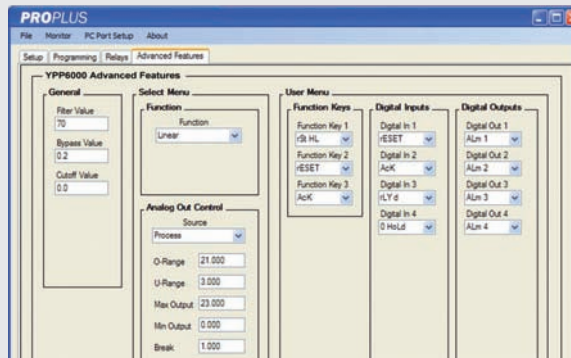 PROPLUS
File Monitor PC Port Setup About
Setup Programming Relays Advanced Features
YPP6000 Advanced Features
General
Filter Value
70
Bypass Value
0.2
Cutoff Value
0.0
Select Menu
Function
Function
Linear
Analog Out Control
Source
Process
O-Range 21.000
U-Range 3.000
Max Output 23.000
Min Output 0.000
Break 1.000
User Menu
Function Keys
Function Key 1
rSt HL
Function Key 2
rESET
Function Key 3
AcK
Digital Inputs
Digital In 1
rESET
Digital In 2
AcK
Digital In 3
rLY d
Digital In 4
0 HoLd
Digital Outputs
Digital Out 1
ALm 1
Digital Out 2
ALm 2
Digital Out 3
ALm 3
Digital Out 4
ALm 4